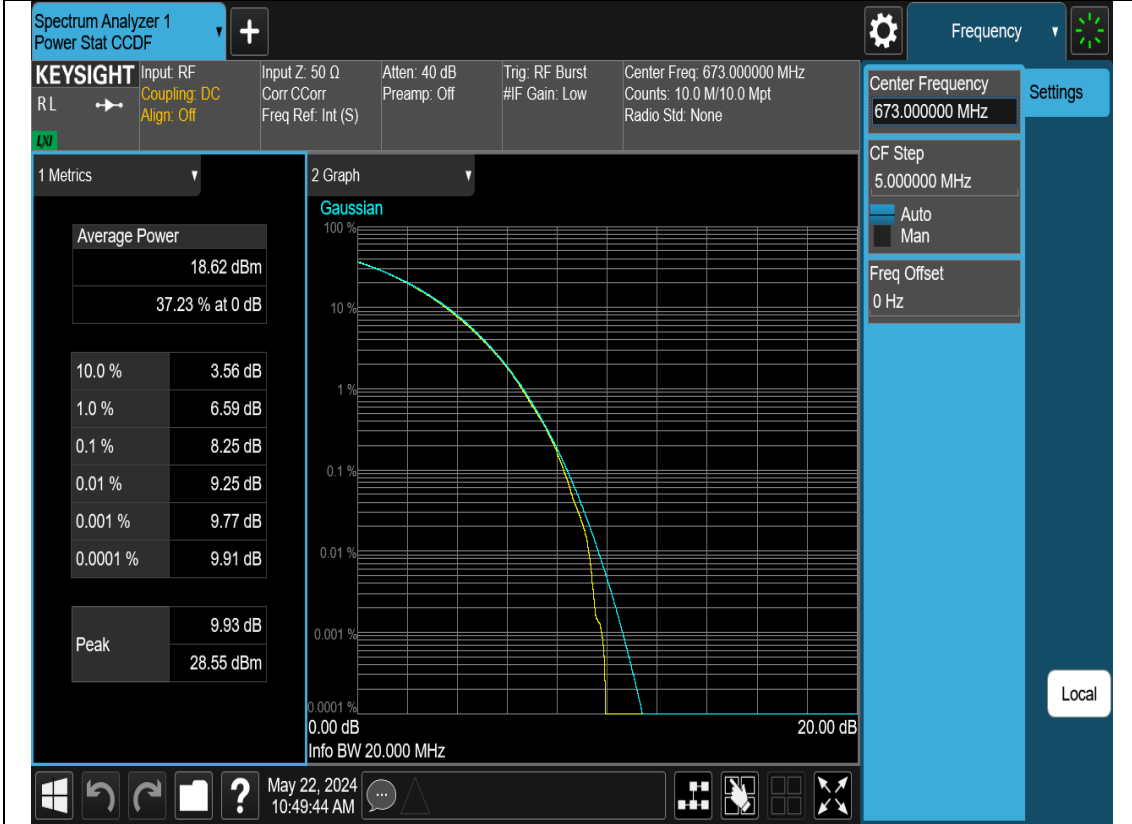 Spectrum Analyzer 1
Power Stat CCDF
+
Frequency
KEYSIGHT
RL
LXI
Input: RF
Coupling: DC
Align: Off
Input Z: 50 Ω
Corr CCorr
Freq Ref: Int (S)
Atten: 40 dB
Preamp: Off
Trig: RF Burst
#IF Gain: Low
Center Freq: 673.000000 MHz
Counts: 10.0 M/10.0 Mpt
Radio Std: None
Center Frequency
673.000000 MHz
Settings
CF Step
5.000000 MHz
Auto
Man
Freq Offset
0 Hz
1 Metrics
Average Power
18.62 dBm
37.23 % at 0 dB
10.0 % 3.56 dB
1.0 % 6.59 dB
0.1 % 8.25 dB
0.01 % 9.25 dB
0.001 % 9.77 dB
0.0001 % 9.91 dB
Peak
9.93 dB
28.55 dBm
2 Graph
Gaussian
100 %
10 %
1 %
0.1 %
0.01 %
0.001 %
0.0001 %
0.00 dB 20.00 dB
Info BW 20.000 MHz
Local
?
May 22, 2024
10:49:44 AM